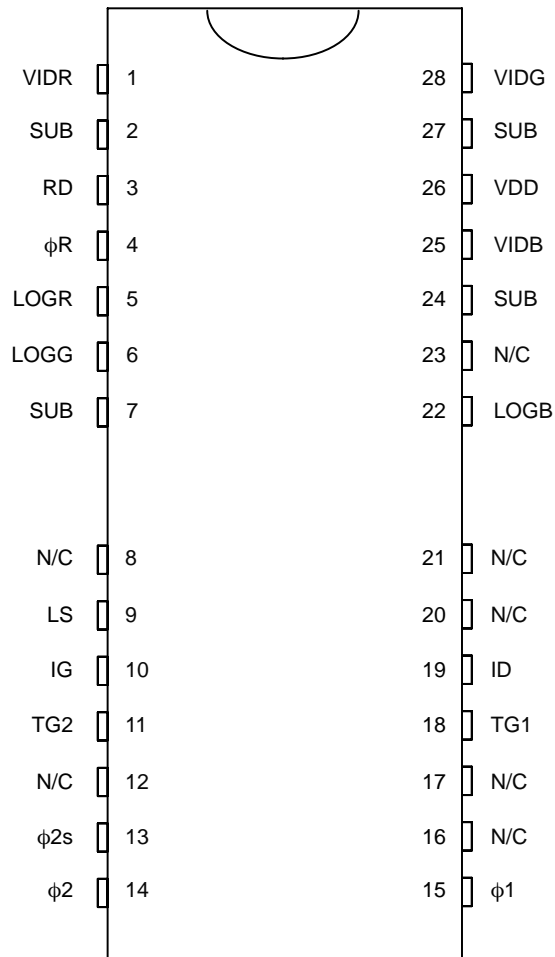 VIDR 1 28 VIDG
SUB 2 27 SUB
RD 3 26 VDD
ϕR 4 25 VIDB
LOGR 5 24 SUB
LOGG 6 23 N/C
SUB 7 22 LOGB
N/C 8 21 N/C
LS 9 20 N/C
IG 10 19 ID
TG2 11 18 TG1
N/C 12 17 N/C
ϕ2s 13 16 N/C
ϕ2 14 15 ϕ1